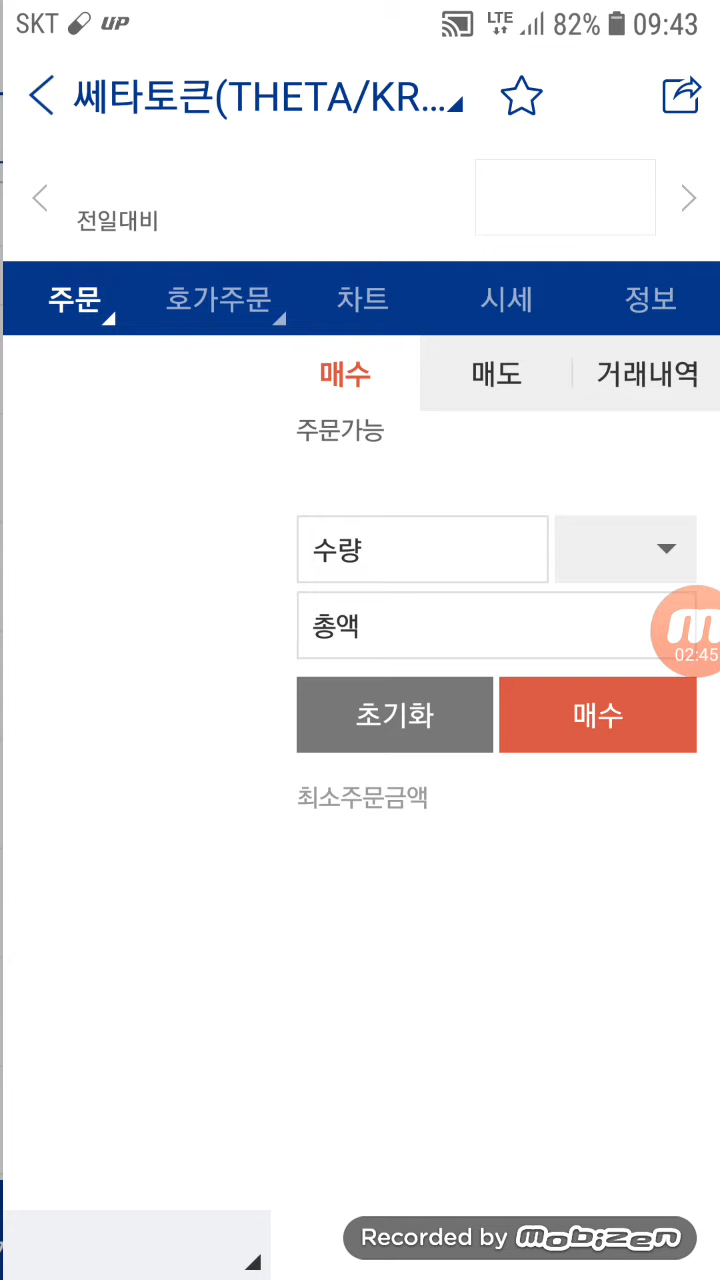 SKT UP LTE 82% 09:43
쎄타토큰(THETA/KR...
전일대비
주문 호가주문 차트 시세 정보
매수 매도 거래내역
주문가능
수량
총액
M
02:45
초기화 매수
최소주문금액
Recorded by mobizen